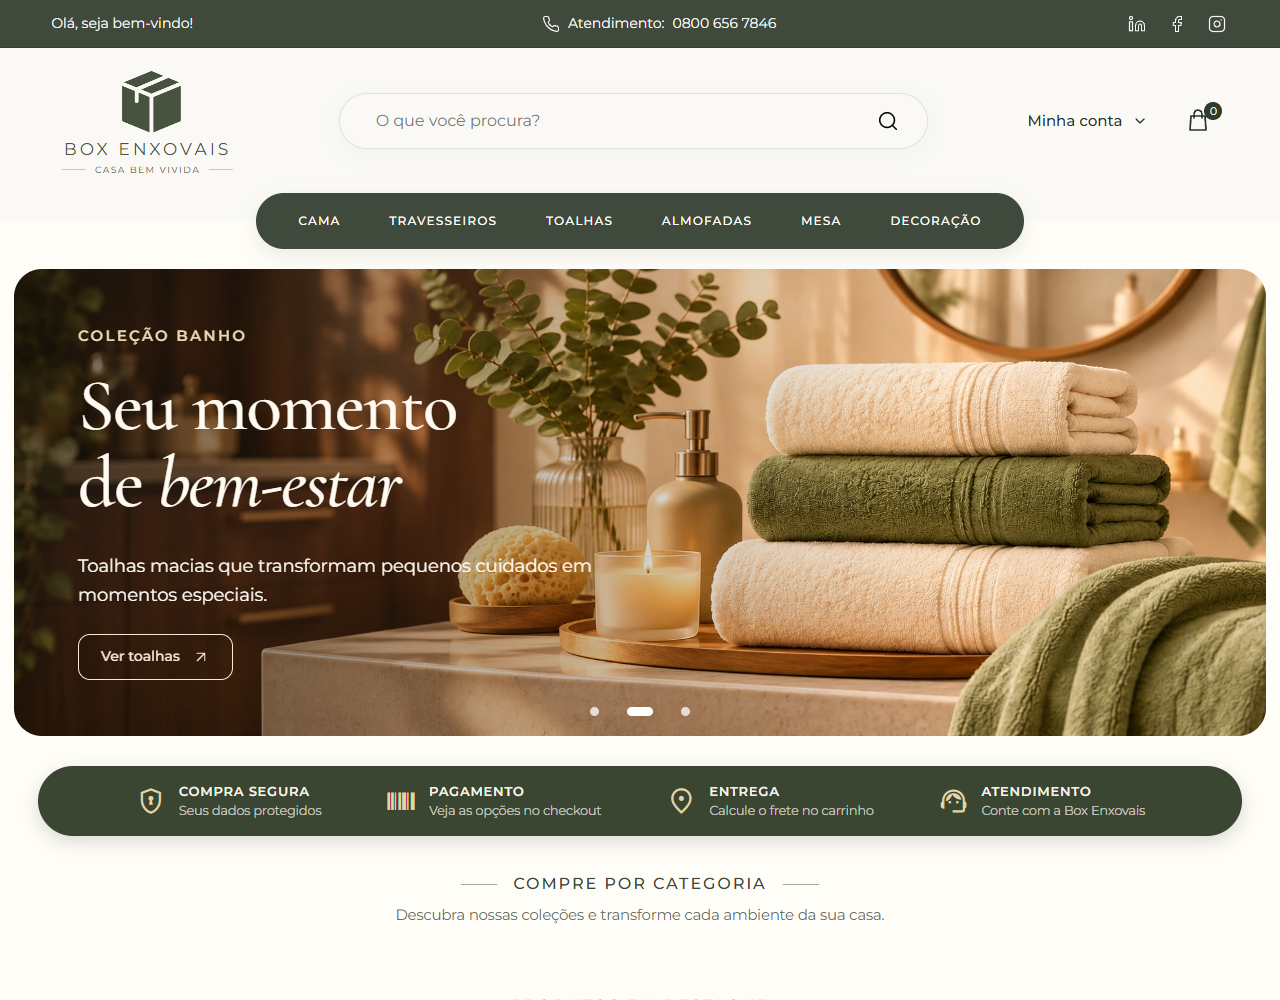 Olá, seja bem-vindo!
Atendimento: 0800 656 7846
O que você procura?
Minha conta
0
BOX ENXOVAIS
CASA BEM VIVIDA
CAMA TRAVESSEIROS TOALHAS ALMOFADAS MESA DECORAÇÃO
COLEÇÃO BANHO
Seu momento
de bem-estar
Toalhas macias que transformam pequenos cuidados em
momentos especiais.
Ver toalhas
COMPRA SEGURA
Seus dados protegidos
PAGAMENTO
Veja as opções no checkout
ENTREGA
Calcule o frete no carrinho
ATENDIMENTO
Conte com a Box Enxovais
COMPRE POR CATEGORIA
Descubra nossas coleções e transforme cada ambiente da sua casa.